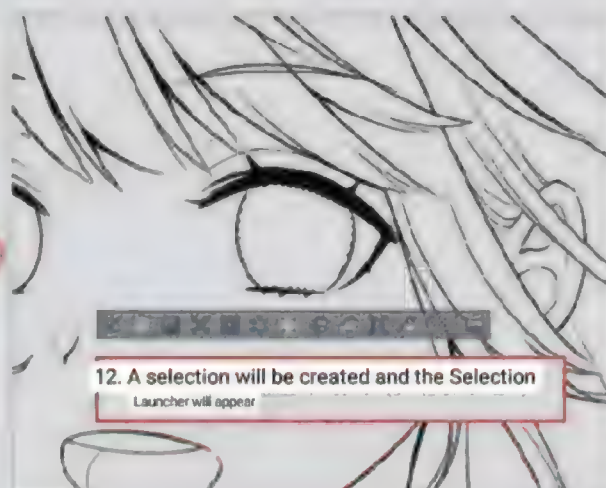 12. A selection will be created and the Selection
Launcher will appear